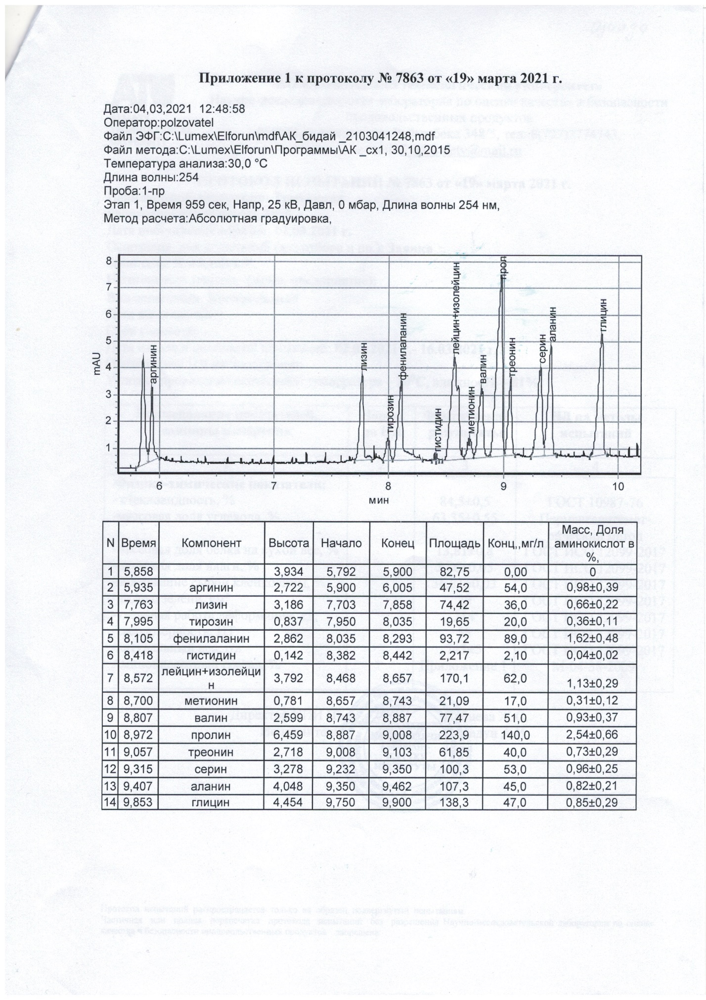 Приложение 1 к протоколу № 7863 от «19» марта 2021 г.
Дата:04,03,2021  12:48:58
Оператор:polzovatel
Файл ЭФГ:C:\Lumex\Elforun\mdf\АК_бидай _2103041248,mdf
Файл метода:C:\Lumex\Elforun\Программы\АК _сх1, 30,10,2015
Температура анализа:30,0 °C
Длина волны:254
Проба:1-пр
Этап 1, Время 959 сек, Напр, 25 кВ, Давл, 0 мбар, Длина волны 254 нм,
Метод расчета:Абсолютная градуировка,
8
7
6
5
4
3
2
1
mAU
аргинин
лизин
тирозин
фенилаланин
гистидин
лейцин+изолейцин
метионин
валин
прол
треонин
серин
аланин
глицин
6 7 8 9 10
мин
N Время Компонент Высота Начало Конец Площадь Конц,,мг/л Масс, Доля аминокислот в %,
1 5,858 3,934 5,792 5,900 82,75 0,00 0
2 5,935 аргинин 2,722 5,900 6,005 47,52 54,0 0,98±0,39
3 7,763 лизин 3,186 7,703 7,858 74,42 36,0 0,66±0,22
4 7,995 тирозин 0,837 7,950 8,035 19,65 20,0 0,36±0,11
5 8,105 фенилаланин 2,862 8,035 8,293 93,72 89,0 1,62±0,48
6 8,418 гистидин 0,142 8,382 8,442 2,217 2,10 0,04±0,02
7 8,572 лейцин+изолейцин 3,792 8,468 8,657 170,1 62,0 1,13±0,29
8 8,700 метионин 0,781 8,657 8,743 21,09 17,0 0,31±0,12
9 8,807 валин 2,599 8,743 8,887 77,47 51,0 0,93±0,37
10 8,972 пролин 6,459 8,887 9,008 223,9 140,0 2,54±0,66
11 9,057 треонин 2,718 9,008 9,103 61,85 40,0 0,73±0,29
12 9,315 серин 3,278 9,232 9,350 100,3 53,0 0,96±0,25
13 9,407 аланин 4,048 9,350 9,462 107,3 45,0 0,82±0,21
14 9,853 глицин 4,454 9,750 9,900 138,3 47,0 0,85±0,29